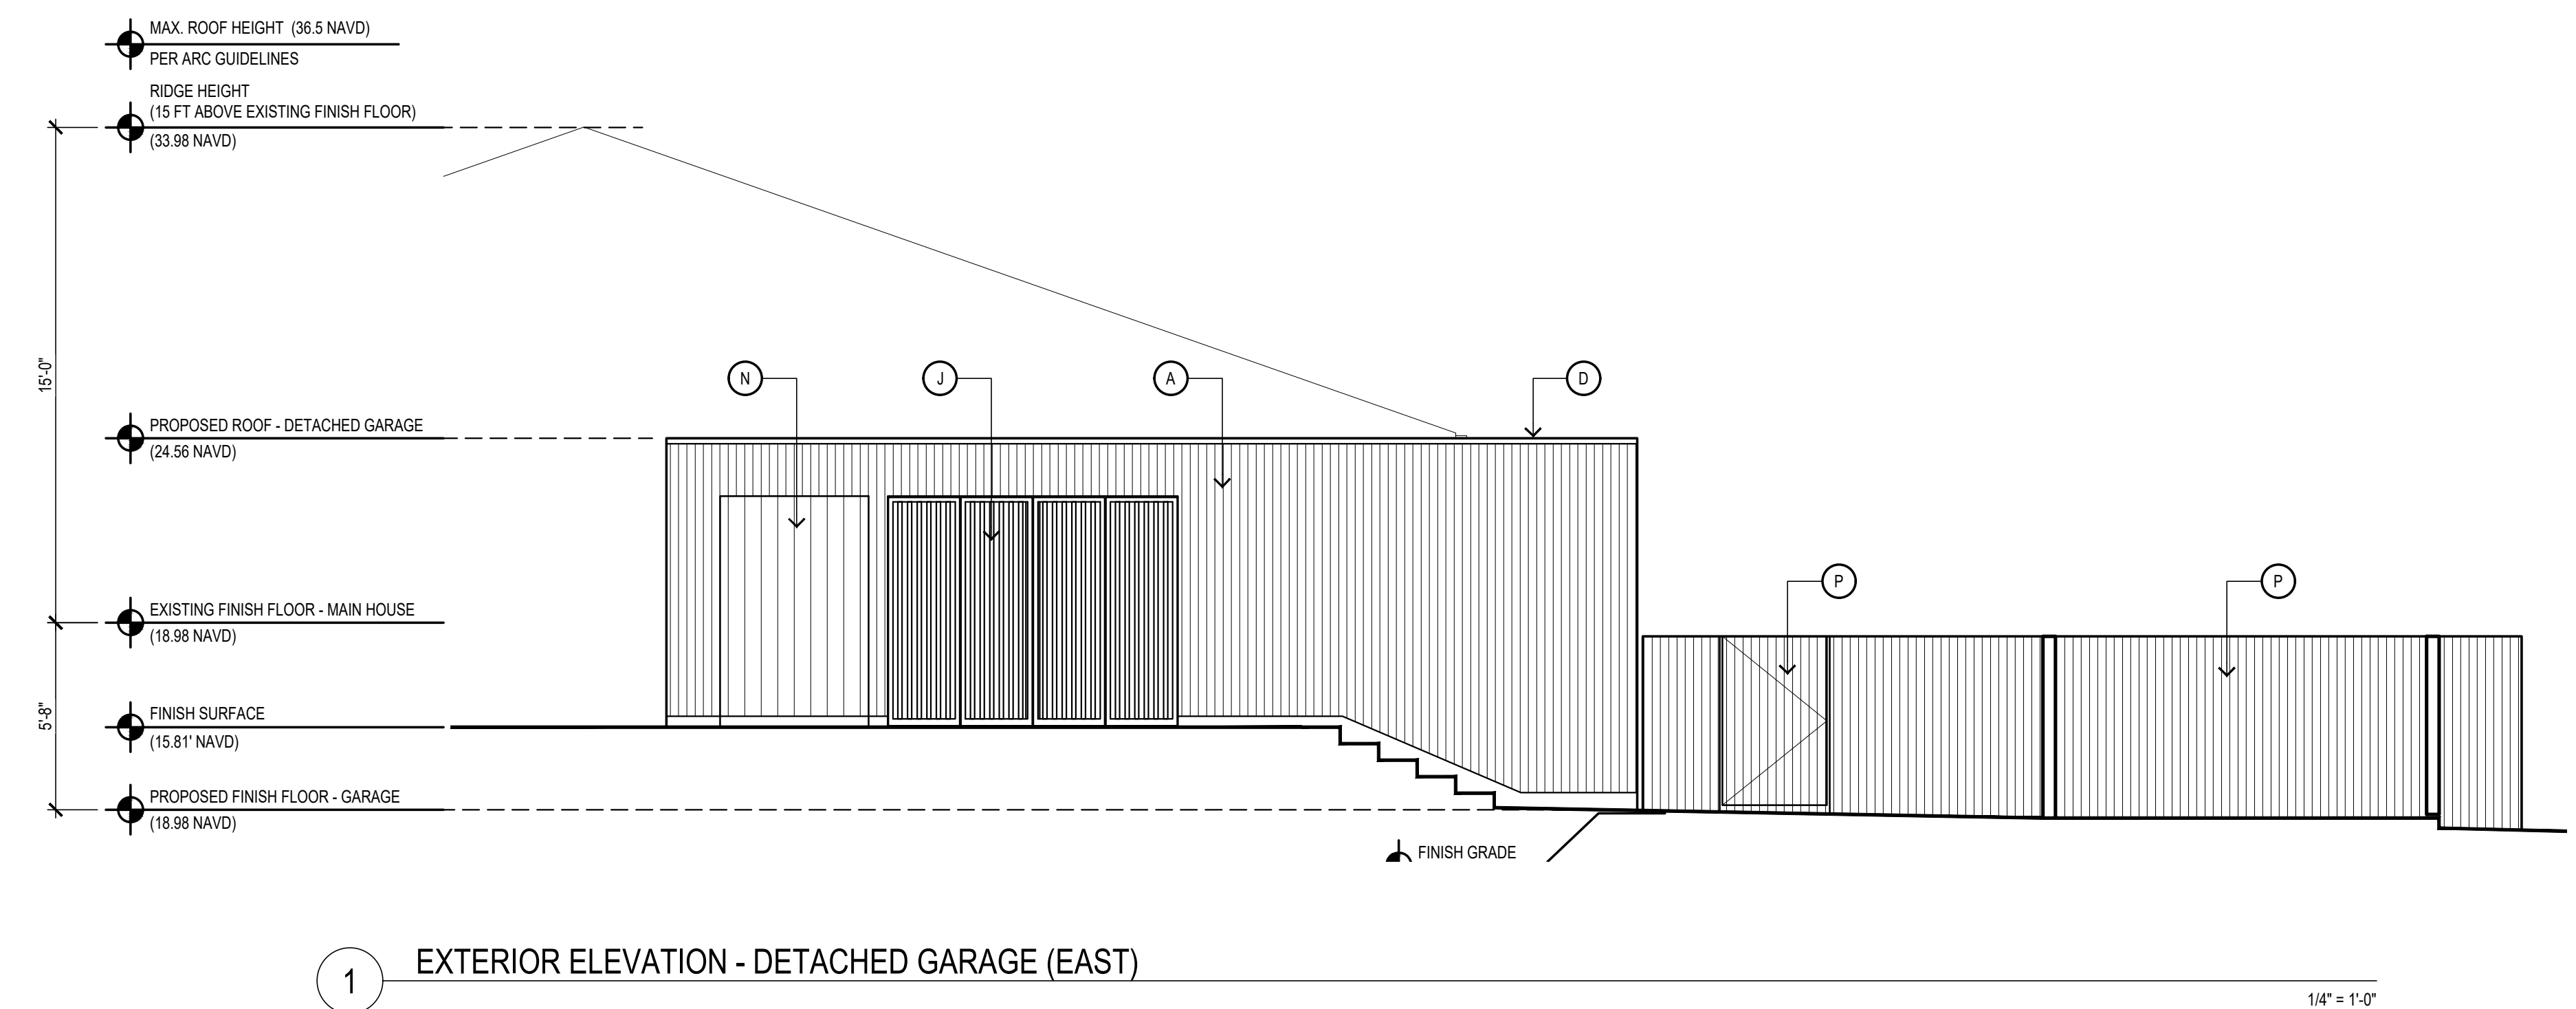 MAX. ROOF HEIGHT (36.5 NAVD)
PER ARC GUIDELINES
RIDGE HEIGHT
(15 FT ABOVE EXISTING FINISH FLOOR)
(33.98 NAVD)
15'-0"
N
J
A
D
PROPOSED ROOF - DETACHED GARAGE
(24.56 NAVD)
P
P
EXISTING FINISH FLOOR - MAIN HOUSE
(18.98 NAVD)
5'-8"
FINISH SURFACE
(15.81' NAVD)
PROPOSED FINISH FLOOR - GARAGE
(18.98 NAVD)
FINISH GRADE
1
EXTERIOR ELEVATION - DETACHED GARAGE (EAST)
1/4" = 1'-0"